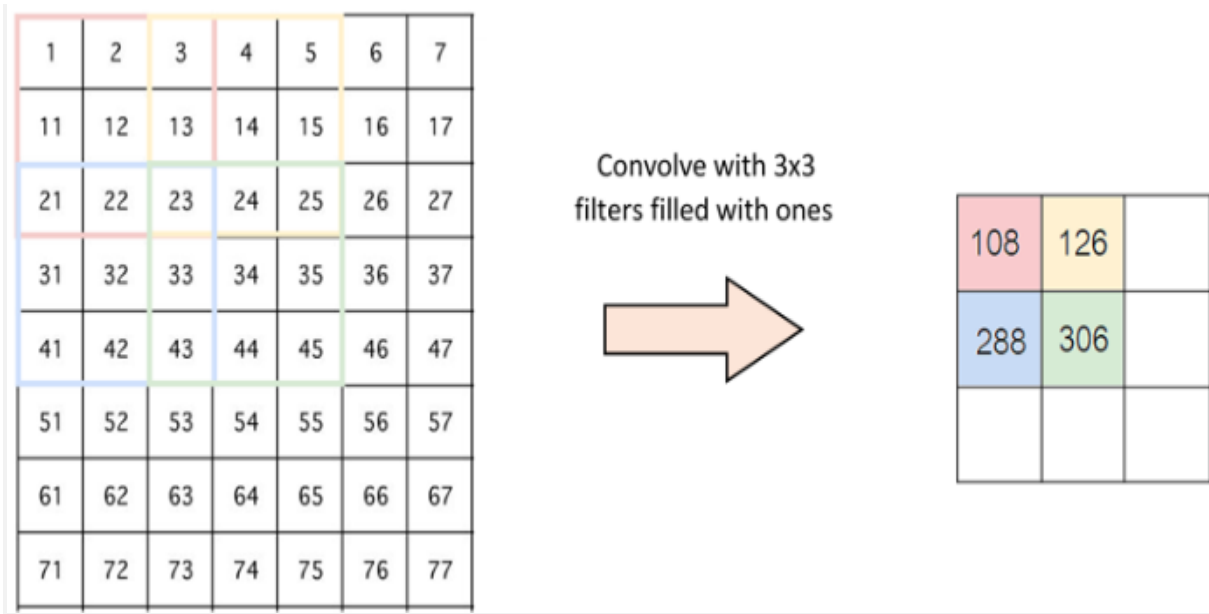 1 2 3 4 5 6 7
11 12 13 14 15 16 17
21 22 23 24 25 26 27
31 32 33 34 35 36 37
41 42 43 44 45 46 47
51 52 53 54 55 56 57
61 62 63 64 65 66 67
71 72 73 74 75 76 77
Convolve with 3x3
filters filled with ones
108 126
288 306